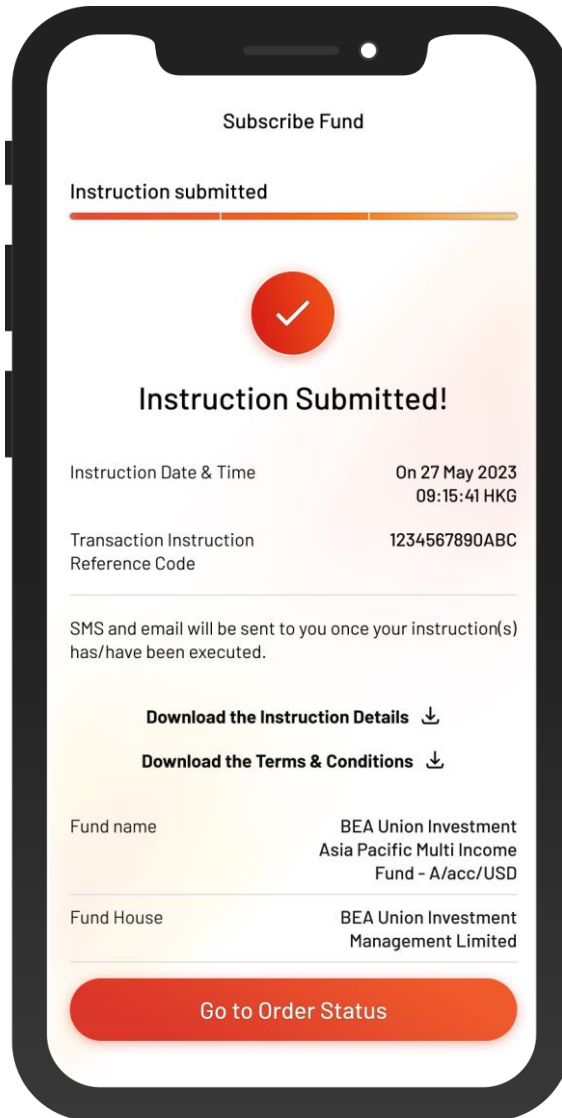 Subscribe Fund
Instruction submitted
Instruction Submitted!
Instruction Date & Time
On 27 May 2023
09:15:41 HKG
Transaction Instruction
Reference Code
1234567890ABC
SMS and email will be sent to you once your instruction(s)
has/have been executed.
Download the Instruction Details
Download the Terms & Conditions
Fund name
BEA Union Investment
Asia Pacific Multi Income
Fund - A/acc/USD
Fund House
BEA Union Investment
Management Limited
Go to Order Status